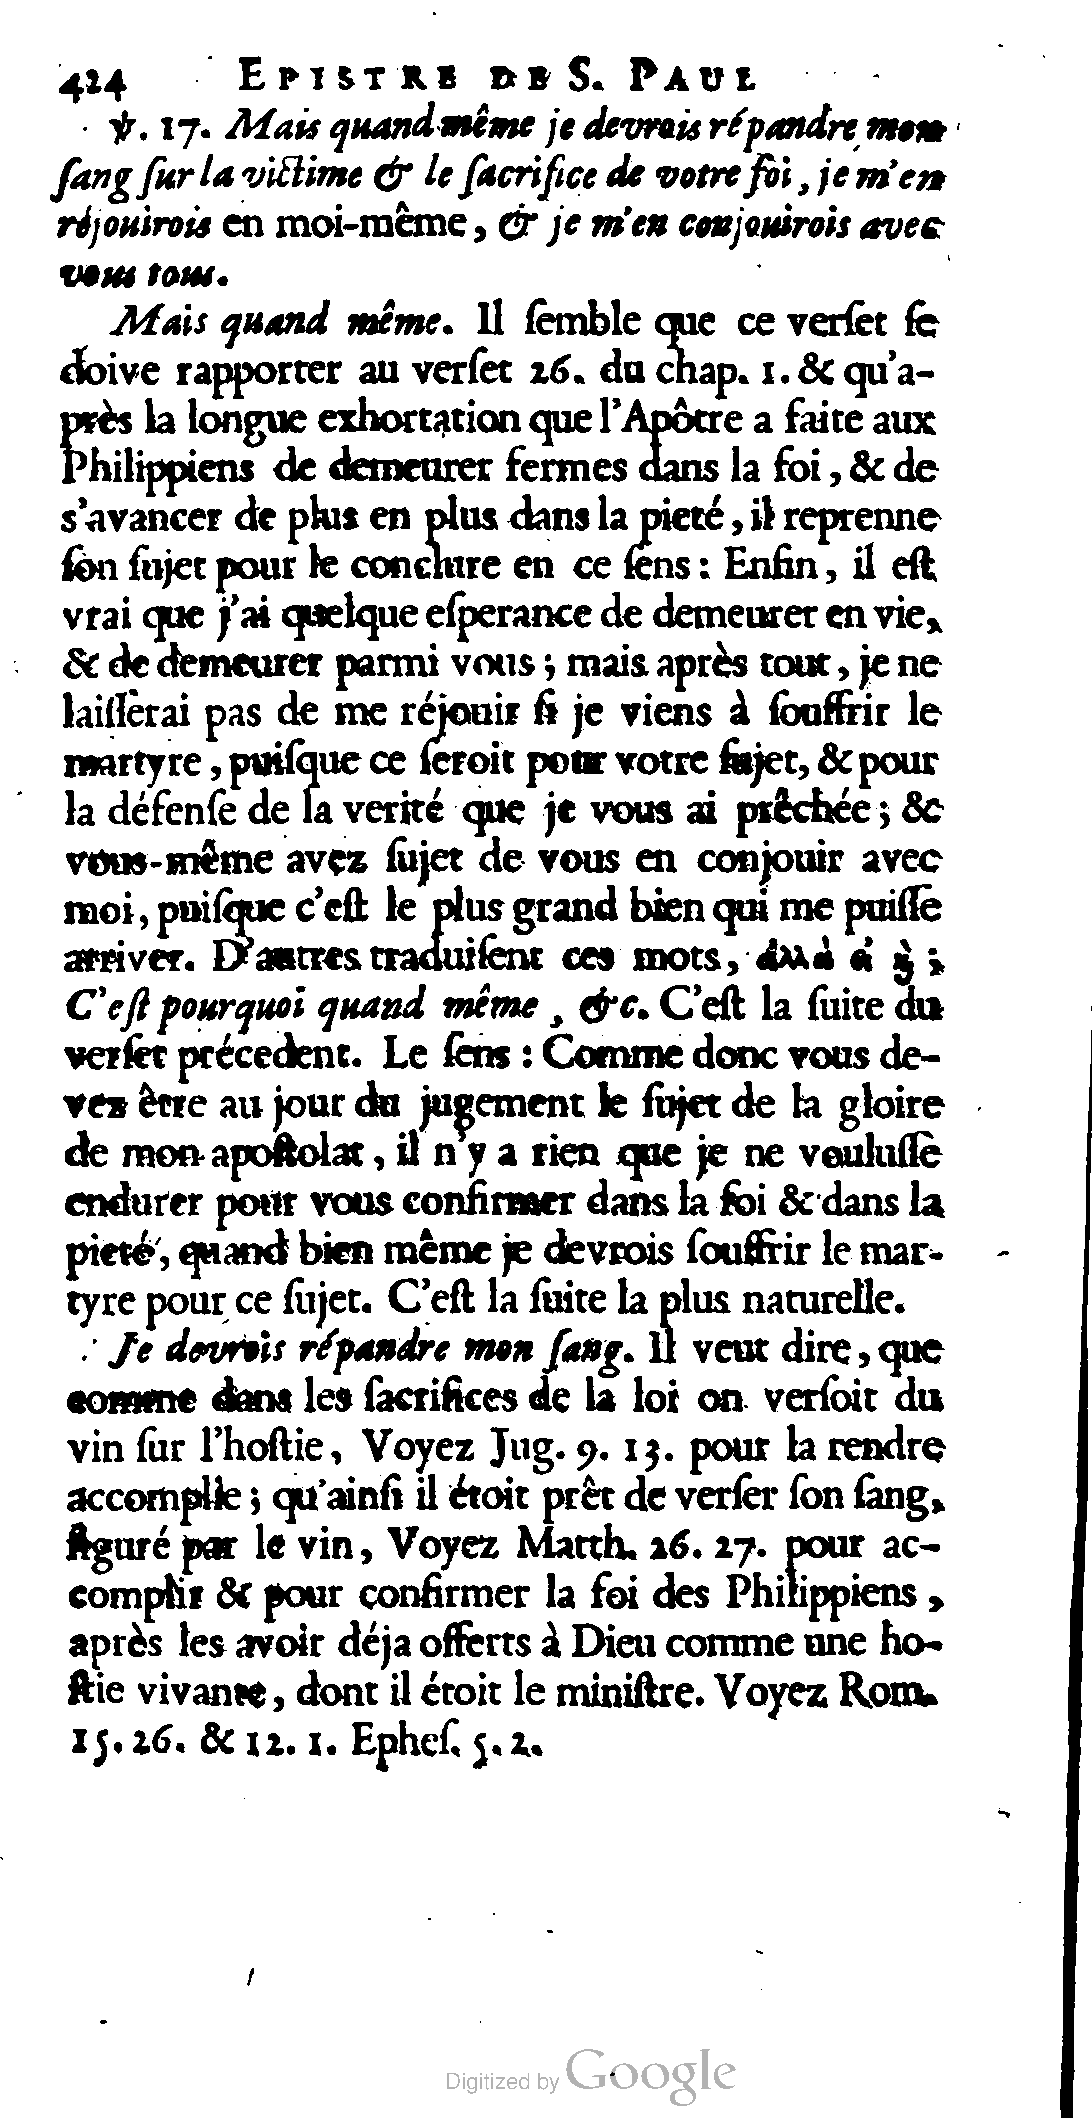 424 EPISTRE DE S. PAUL
℣. 17. Mais quand même je devrois répandre mon
ſang ſur la victime & le ſacrifice de votre foi, je m'en
réjouirois en moi-même, & je m'en conjouirois avec
vous tous.
Mais quand même. Il ſemble que ce verſet ſe
doive rapporter au verſet 26. du chap. 1. & qu'a-
près la longue exhortation que l'Apôtre a faite aux
Philippiens de demeurer fermes dans la foi, & de
s'avancer de plus en plus dans la pieté, il reprenne
ſon ſujet pour le conclure en ce ſens : Enfin, il eſt
vrai que j'ai quelque eſperance de demeurer en vie,
& de demeurer parmi vous ; mais après tout, je ne
laiſſerai pas de me réjouir ſi je viens à ſouffrir le
martyre, puiſque ce ſeroit pour votre ſujet, & pour
la défenſe de la verité que je vous ai prêchée ; &
vous-même avez ſujet de vous en conjouir avec
moi, puiſque c'eſt le plus grand bien qui me puiſſe
arriver. D'autres traduiſent ces mots, ἀλλὰ εἰ ϗ ;
C'eſt pourquoi quand même, &c. C'eſt la ſuite du
verſet précedent. Le ſens : Comme donc vous de-
vez être au jour du jugement le ſujet de la gloire
de mon apoſtolat, il n'y a rien que je ne vouluſſe
endurer pour vous confirmer dans la foi & dans la
pieté, quand bien même je devrois ſouffrir le mar-
tyre pour ce ſujet. C'eſt la ſuite la plus naturelle.
Je devrois répandre mon ſang. Il veut dire, que
comme dans les ſacrifices de la loi on verſoit du
vin ſur l'hoſtie, Voyez Jug. 9. 13. pour la rendre
accomplie ; qu'ainſi il étoit prêt de verſer ſon ſang,
figuré par le vin, Voyez Matth. 26. 27. pour ac-
complir & pour confirmer la foi des Philippiens,
après les avoir déja offerts à Dieu comme une ho-
ſtie vivante, dont il étoit le miniſtre. Voyez Rom.
15. 26. & 12. 1. Epheſ. 5. 2.
Digitized by Google